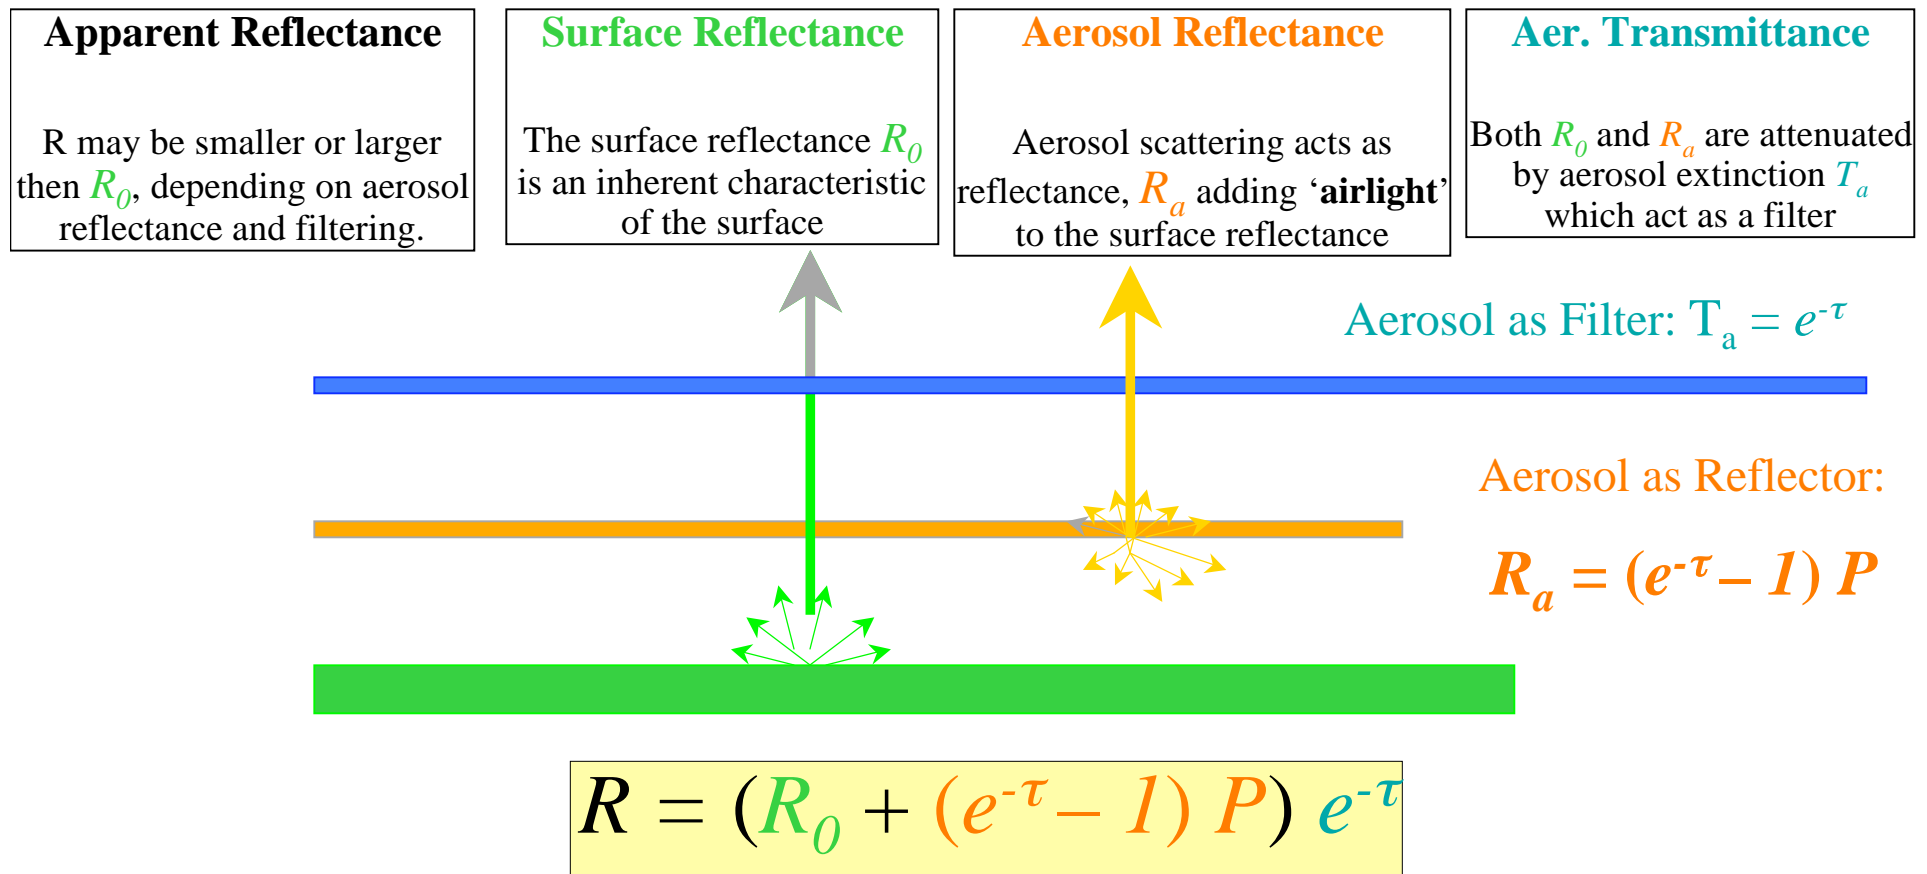 Apparent Reflectance
R may be smaller or larger
then R₀, depending on aerosol
reflectance and filtering.
Surface Reflectance
The surface reflectance R₀
is an inherent characteristic
of the surface
Aerosol Reflectance
Aerosol scattering acts as
reflectance, Rₐ adding ‘airlight’
to the surface reflectance
Aer. Transmittance
Both R₀ and Rₐ are attenuated
by aerosol extinction Tₐ
which act as a filter
Aerosol as Filter: Tₐ = e^-τ
Aerosol as Reflector:
Rₐ = (e^-τ – 1) P
R = (R₀ + (e^-τ – 1) P) e^-τ